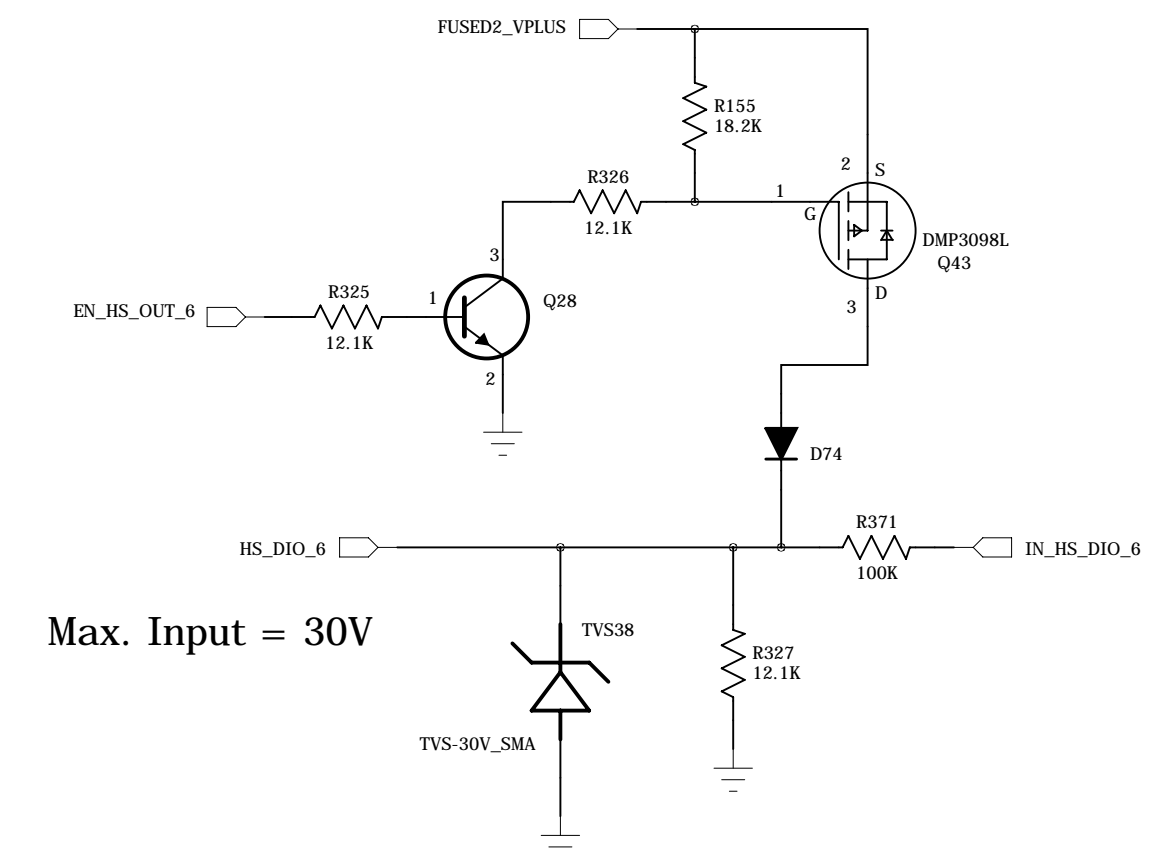 FUSED2_VPLUS
R155
18.2K
2
S
R326
12.1K
1
G
DMP3098L
Q43
3
D
3
R325
12.1K
1
Q28
EN_HS_OUT_6
2
D74
HS_DIO_6
R371
100K
IN_HS_DIO_6
Max. Input = 30V
TVS38
R327
12.1K
TVS-30V_SMA